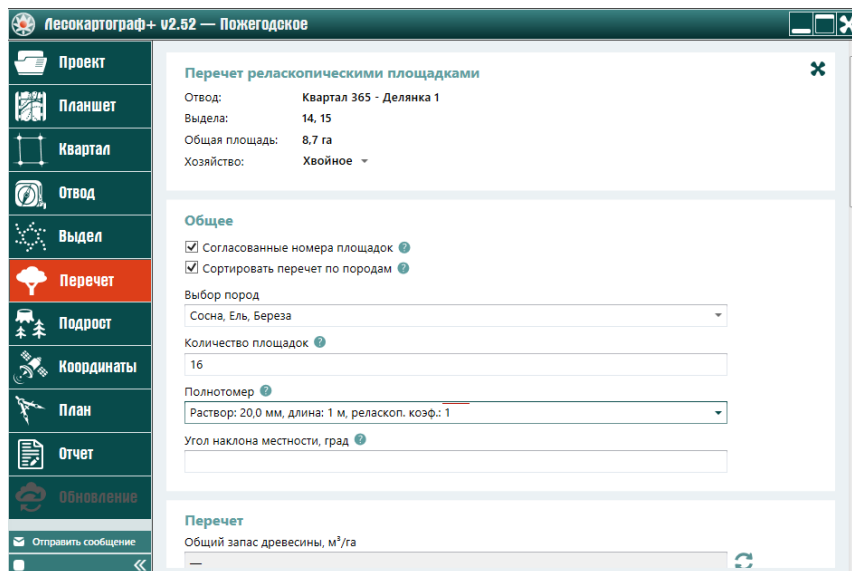 Лесокартограф+ v2.52 — Пожегодское
Проект
Планшет
Квартал
Отвод
Выдел
Перечет
Подрост
Координаты
План
Отчет
Обновление
Отправить сообщение
Перечет реласкопическими площадками
Отвод: Квартал 365 - Делянка 1
Выдела: 14, 15
Общая площадь: 8,7 га
Хозяйство: Хвойное
Общее
Согласованные номера площадок ?
Сортировать перечет по породам ?
Выбор пород
Сосна, Ель, Береза
Количество площадок ?
16
Полнотомер ?
Раствор: 20,0 мм, длина: 1 м, реласкоп. коэф.: 1
Угол наклона местности, град ?
Перечет
Общий запас древесины, м³/га
—